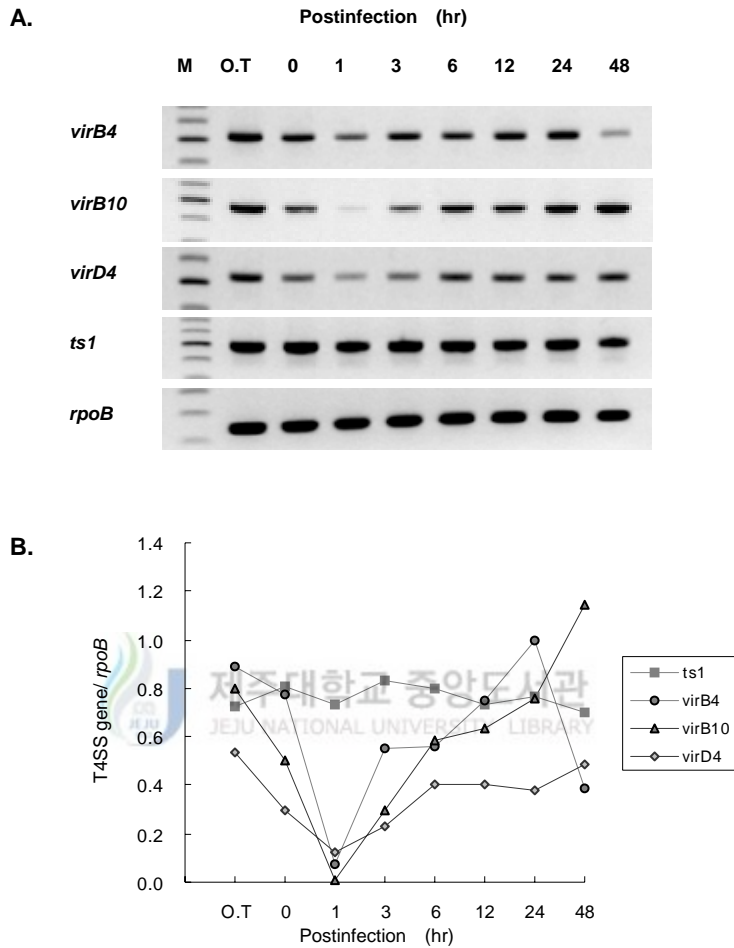 A.
Postinfection (hr)
M O.T 0 1 3 6 12 24 48
virB4
virB10
virD4
ts1
rpoB
B.
1.4
1.2
1.0
0.8
0.6
0.4
0.2
0.0
T4SS gene/ rpoB
제주대학교 중앙도서관
JEJU NATIONAL UNIVERSITY LIBRARY
JEJU
O.T 0 1 3 6 12 24 48
Postinfection (hr)
ts1
virB4
virB10
virD4